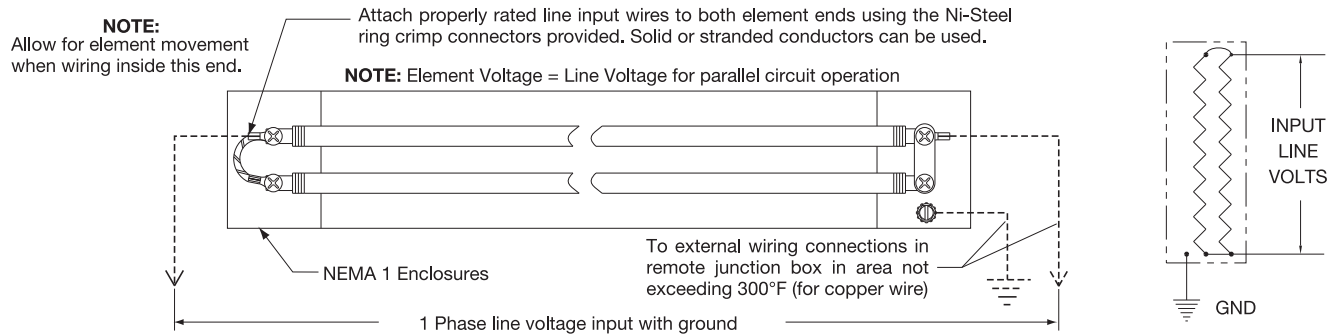 NOTE:
Allow for element movement
when wiring inside this end.
Attach properly rated line input wires to both element ends using the Ni-Steel
ring crimp connectors provided. Solid or stranded conductors can be used.
NOTE: Element Voltage = Line Voltage for parallel circuit operation
NEMA 1 Enclosures
To external wiring connections in
remote junction box in area not
exceeding 300°F (for copper wire)
1 Phase line voltage input with ground
INPUT
LINE
VOLTS
GND